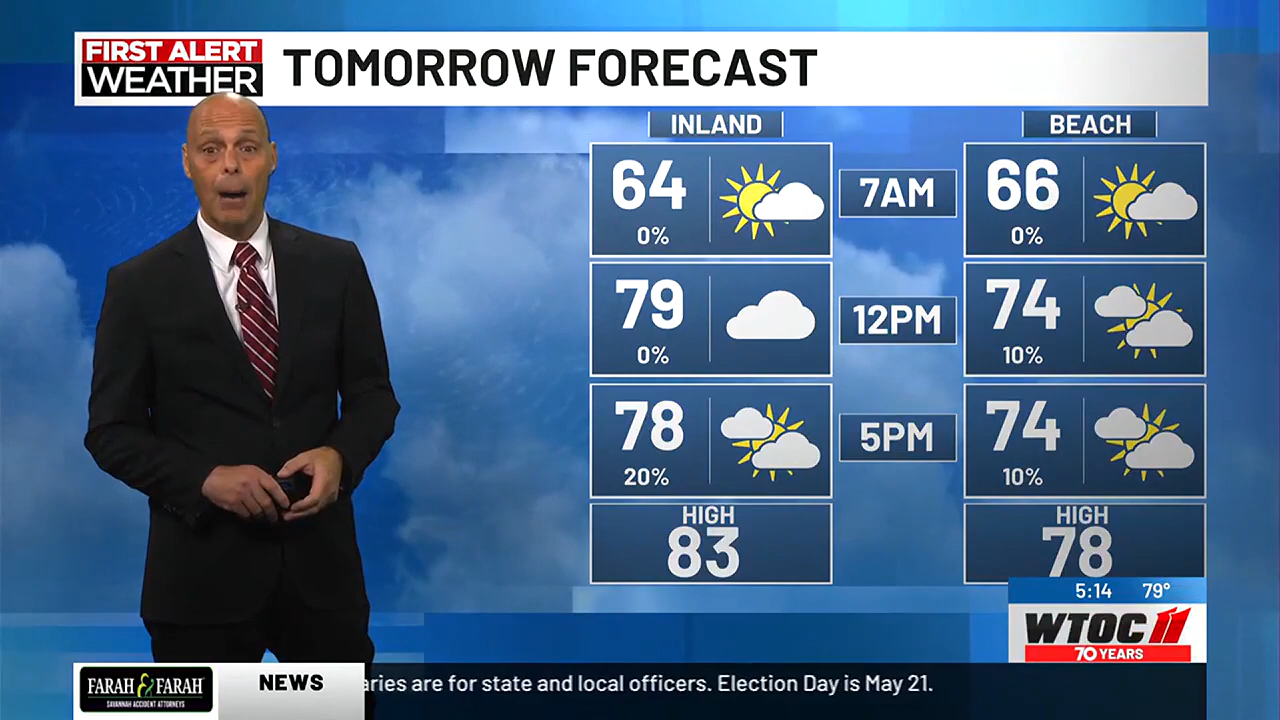 FIRST ALERT
WEATHER
TOMORROW FORECAST
INLAND
BEACH
64
0%
7AM
66
0%
79
0%
12PM
74
10%
78
20%
5PM
74
10%
HIGH
83
HIGH
78
5:14 79°
WTOC 11
70 YEARS
FARAH & FARAH
SAVANNAH ACCIDENT ATTORNEYS
NEWS
aries are for state and local officers. Election Day is May 21.